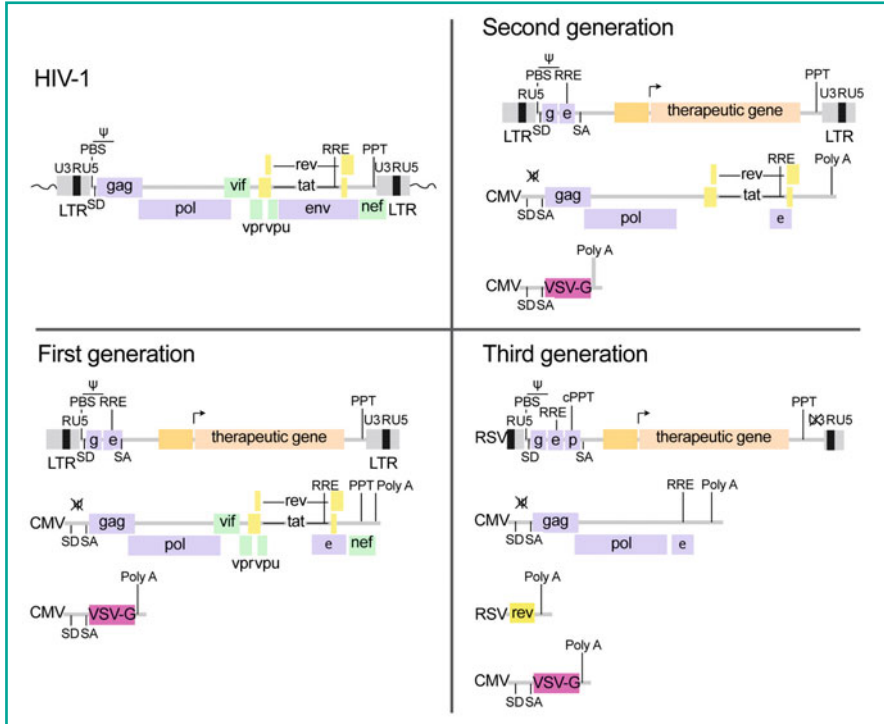 HIV-1
ψ
PBS RRE PPT
U3RU5 rev U3RU5
gag vif tat
LTR SD LTR
pol env nef
vprvpu
Second generation
ψ
PBS RRE PPT
RU5 U3RU5
g e therapeutic gene
LTR SD SA LTR
ψ rev RRE Poly A
CMV gag tat
SD SA
pol e
Poly A
CMV VSV-G
SD SA
First generation
ψ
PBS RRE PPT
RU5 U3RU5
g e therapeutic gene
LTR SD SA LTR
RRE PPT Poly A
ψ rev
CMV gag vif tat
SD SA
pol e nef
vprvpu
Poly A
CMV VSV-G
SD SA
Third generation
ψ
PBS cPPT PPT
RU5 RRE U3RU5
RSV g e p therapeutic gene
SD SA
ψ RRE Poly A
CMV gag
SD SA
pol e
Poly A
RSV rev
Poly A
CMV VSV-G
SD SA